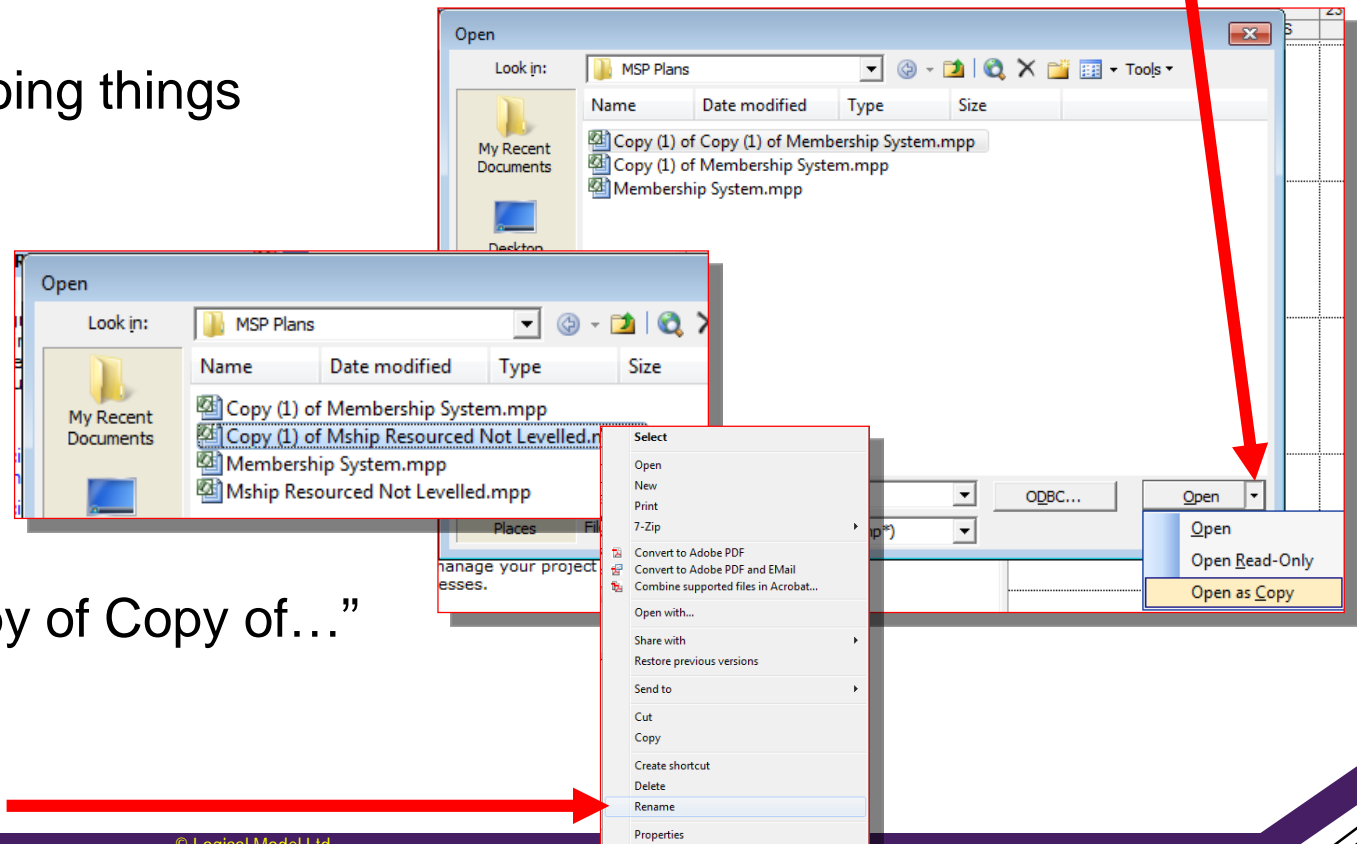 oing things
Open
Look in:
MSP Plans
Tools
Name Date modified Type Size
My Recent
Documents
Copy (1) of Copy (1) of Membership System.mpp
Copy (1) of Membership System.mpp
Membership System.mpp
Desktop
23
S
Open
Look in:
MSP Plans
Name Date modified Type Size
My Recent
Documents
Copy (1) of Membership System.mpp
Copy (1) of Mship Resourced Not Levelled.m
Membership System.mpp
Mship Resourced Not Levelled.mpp
Places
ODBC...
Open
np*)
Open
Open Read-Only
Open as Copy
manage your project
esses.
y of Copy of…”
Select
Open
New
Print
7-Zip
Convert to Adobe PDF
Convert to Adobe PDF and EMail
Combine supported files in Acrobat...
Open with...
Share with
Restore previous versions
Send to
Cut
Copy
Create shortcut
Delete
Rename
Properties
© Logical Model Ltd